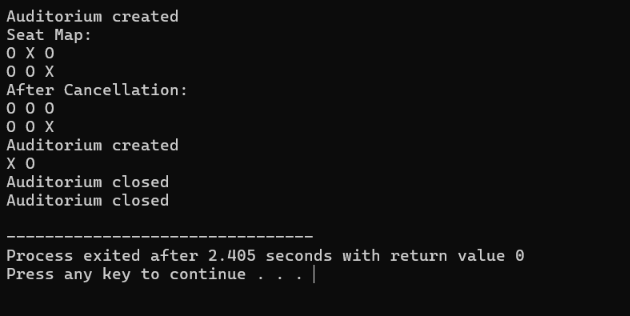 Auditorium created
Seat Map:
O X O
O O X
After Cancellation:
O O O
O O X
Auditorium created
X O
Auditorium closed
Auditorium closed
--------------------------------
Process exited after 2.405 seconds with return value 0
Press any key to continue . . .